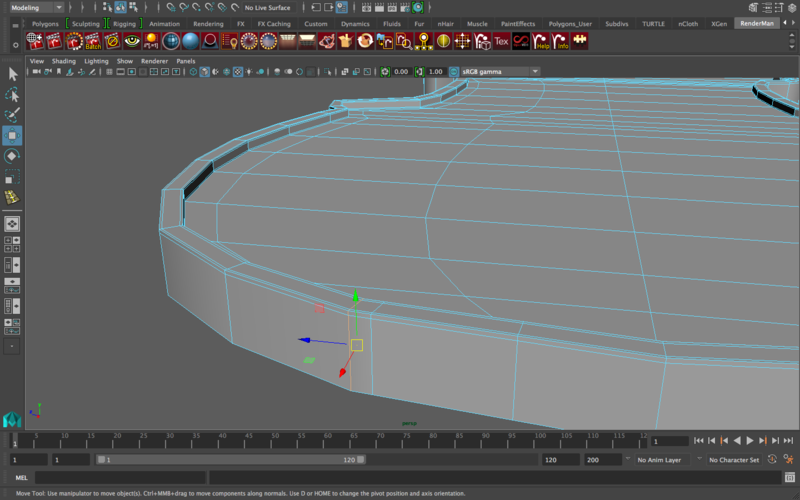 Modeling No Live Surface
Polygons Sculpting Rigging Animation Rendering FX FX Caching Custom Dynamics Fluids Fur nHair Muscle PaintEffects Polygons_User Subdivs TURTLE nCloth XGen RenderMan
Batch Tex Help Info
View Shading Lighting Show Renderer Panels
0.00 1.00 sRGB gamma
persp
1 5 10 15 20 25 30 35 40 45 50 55 60 65 70 75 80 85 90 95 100 105 110 115 12 1
1 1 1 120 120 200 No Anim Layer No Character Set
MEL
Move Tool: Use manipulator to move object(s). Ctrl+MMB+drag to move components along normals. Use D or HOME to change the pivot position and axis orientation.